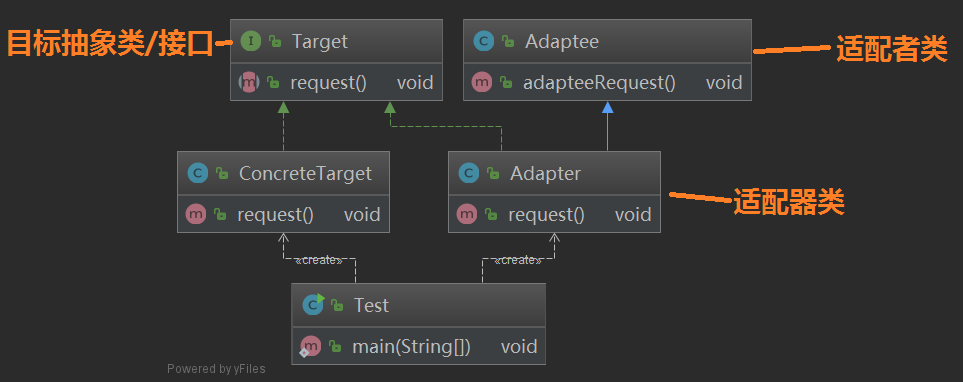 目标抽象类/接口
I Target
m request() void
C Adaptee
m adapteeRequest() void
适配者类
C ConcreteTarget
m request() void
C Adapter
m request() void
适配器类
«create»
«create»
C Test
m main(String[]) void
Powered by yFiles